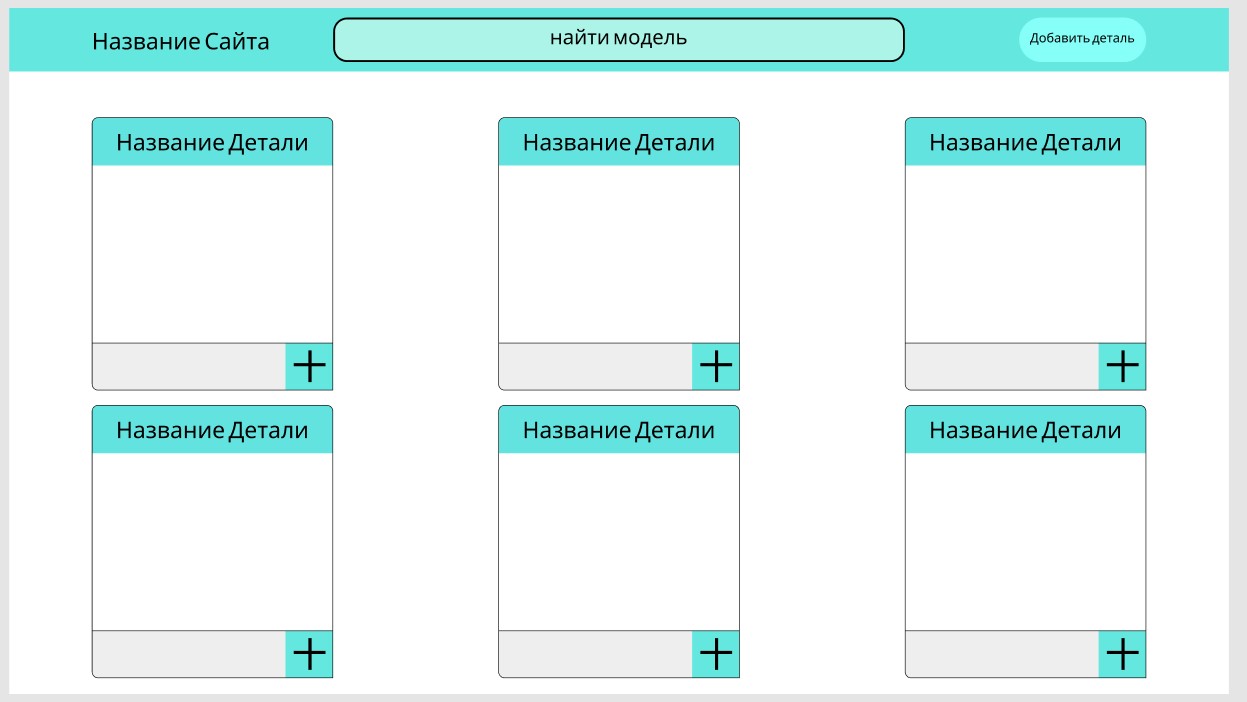 Название Сайта
найти модель
Добавить деталь
Название Детали
Название Детали
Название Детали
Название Детали
Название Детали
Название Детали